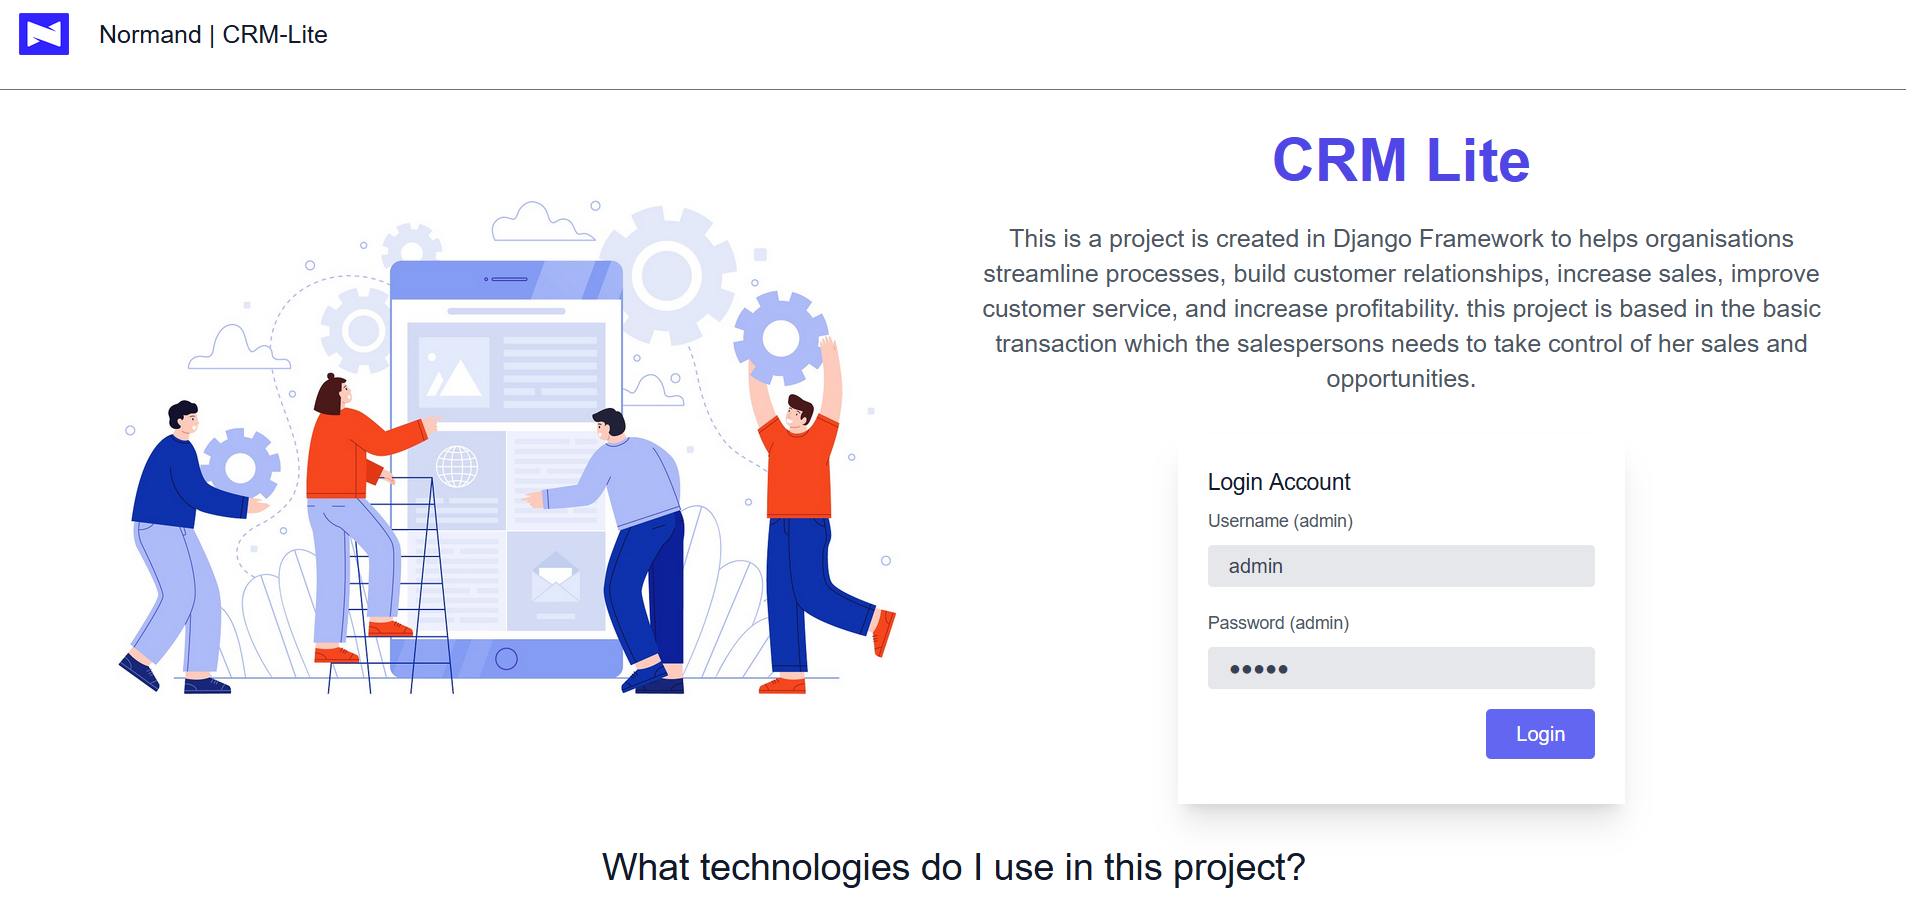 Normand | CRM-Lite
CRM Lite
This is a project is created in Django Framework to helps organisations
streamline processes, build customer relationships, increase sales, improve
customer service, and increase profitability. this project is based in the basic
transaction which the salespersons needs to take control of her sales and
opportunities.
Login Account
Username (admin)
admin
Password (admin)
●●●●●
Login
What technologies do I use in this project?